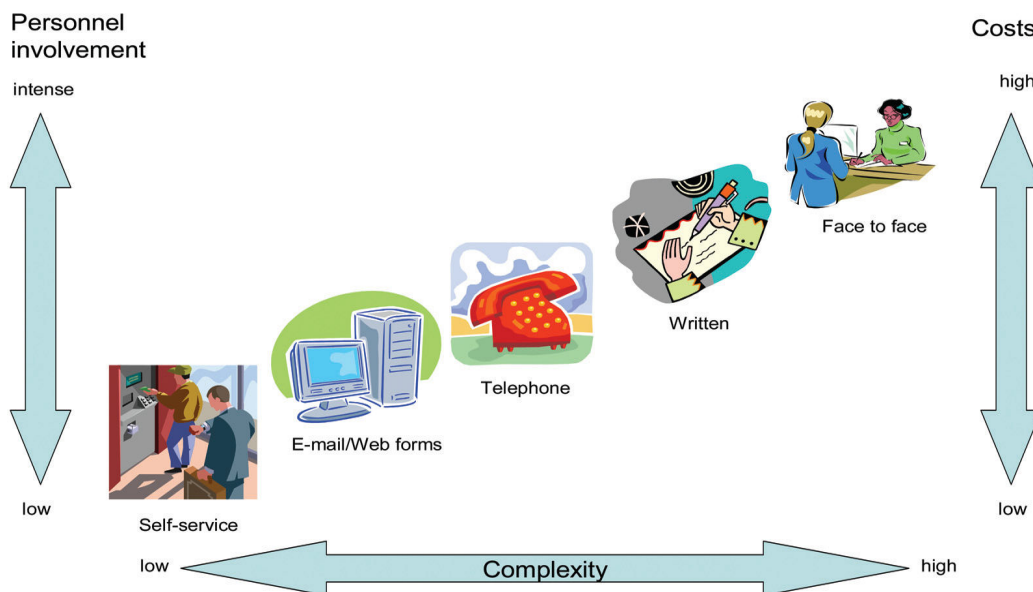 Personnel
involvement
Costs
intense
high
Face to face
Written
Telephone
E-mail/Web forms
low
low
Self-service
low
Complexity
high